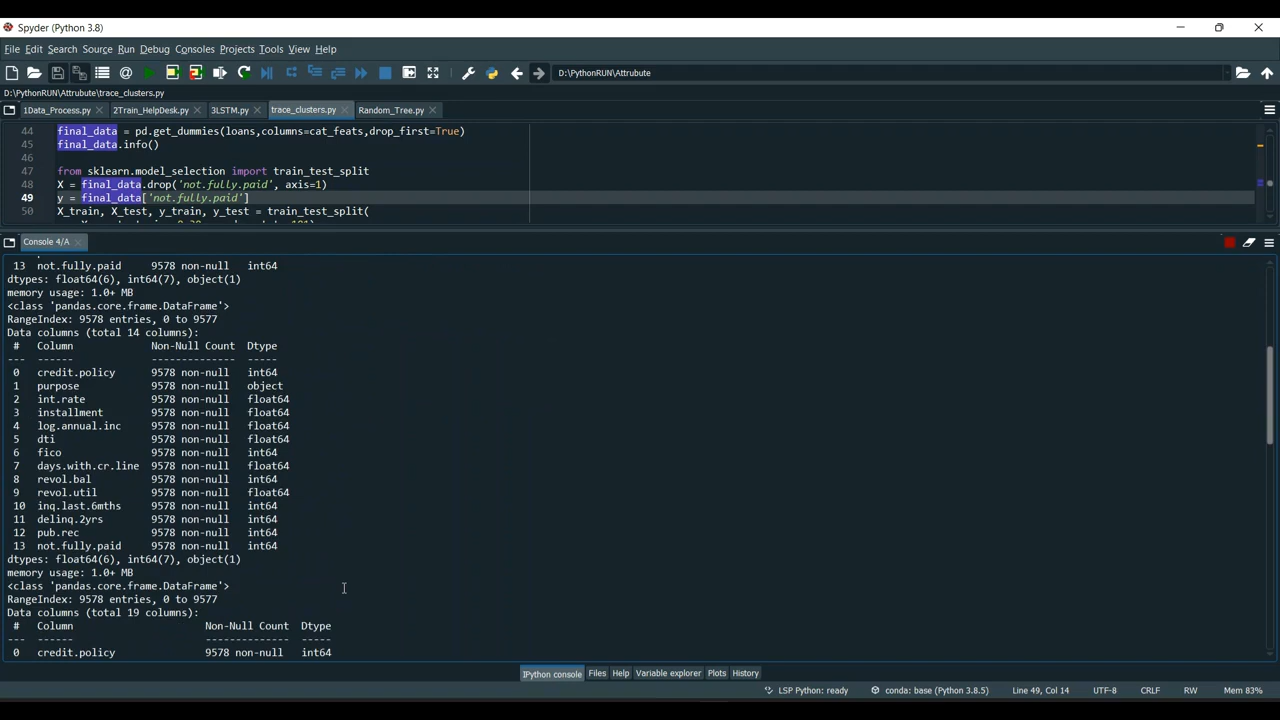 Spyder (Python 3.8)
File Edit Search Source Run Debug Consoles Projects Tools View Help
D:\PythonRUN\Attrubute
D:\PythonRUN\Attrubute\trace_clusters.py
1Data_Process.py 2Train_HelpDesk.py 3LSTM.py trace_clusters.py Random_Tree.py
44 final_data = pd.get_dummies(loans,columns=cat_feats,drop_first=True)
45 final_data.info()
46
47 from sklearn.model_selection import train_test_split
48 X = final_data.drop('not.fully.paid', axis=1)
49 y = final_data['not.fully.paid']
50 X_train, X_test, y_train, y_test = train_test_split(
Console 4/A
13 not.fully.paid 9578 non-null int64
dtypes: float64(6), int64(7), object(1)
memory usage: 1.0+ MB
<class 'pandas.core.frame.DataFrame'>
RangeIndex: 9578 entries, 0 to 9577
Data columns (total 14 columns):
# Column Non-Null Count Dtype
--- ------ -------------- -----
0 credit.policy 9578 non-null int64
1 purpose 9578 non-null object
2 int.rate 9578 non-null float64
3 installment 9578 non-null float64
4 log.annual.inc 9578 non-null float64
5 dti 9578 non-null float64
6 fico 9578 non-null int64
7 days.with.cr.line 9578 non-null float64
8 revol.bal 9578 non-null int64
9 revol.util 9578 non-null float64
10 inq.last.6mths 9578 non-null int64
11 delinq.2yrs 9578 non-null int64
12 pub.rec 9578 non-null int64
13 not.fully.paid 9578 non-null int64
dtypes: float64(6), int64(7), object(1)
memory usage: 1.0+ MB
<class 'pandas.core.frame.DataFrame'>
RangeIndex: 9578 entries, 0 to 9577
Data columns (total 19 columns):
# Column Non-Null Count Dtype
--- ------ -------------- -----
0 credit.policy 9578 non-null int64
IPython console Files Help Variable explorer Plots History
LSP Python: ready conda: base (Python 3.8.5) Line 49, Col 14 UTF-8 CRLF RW Mem 83%